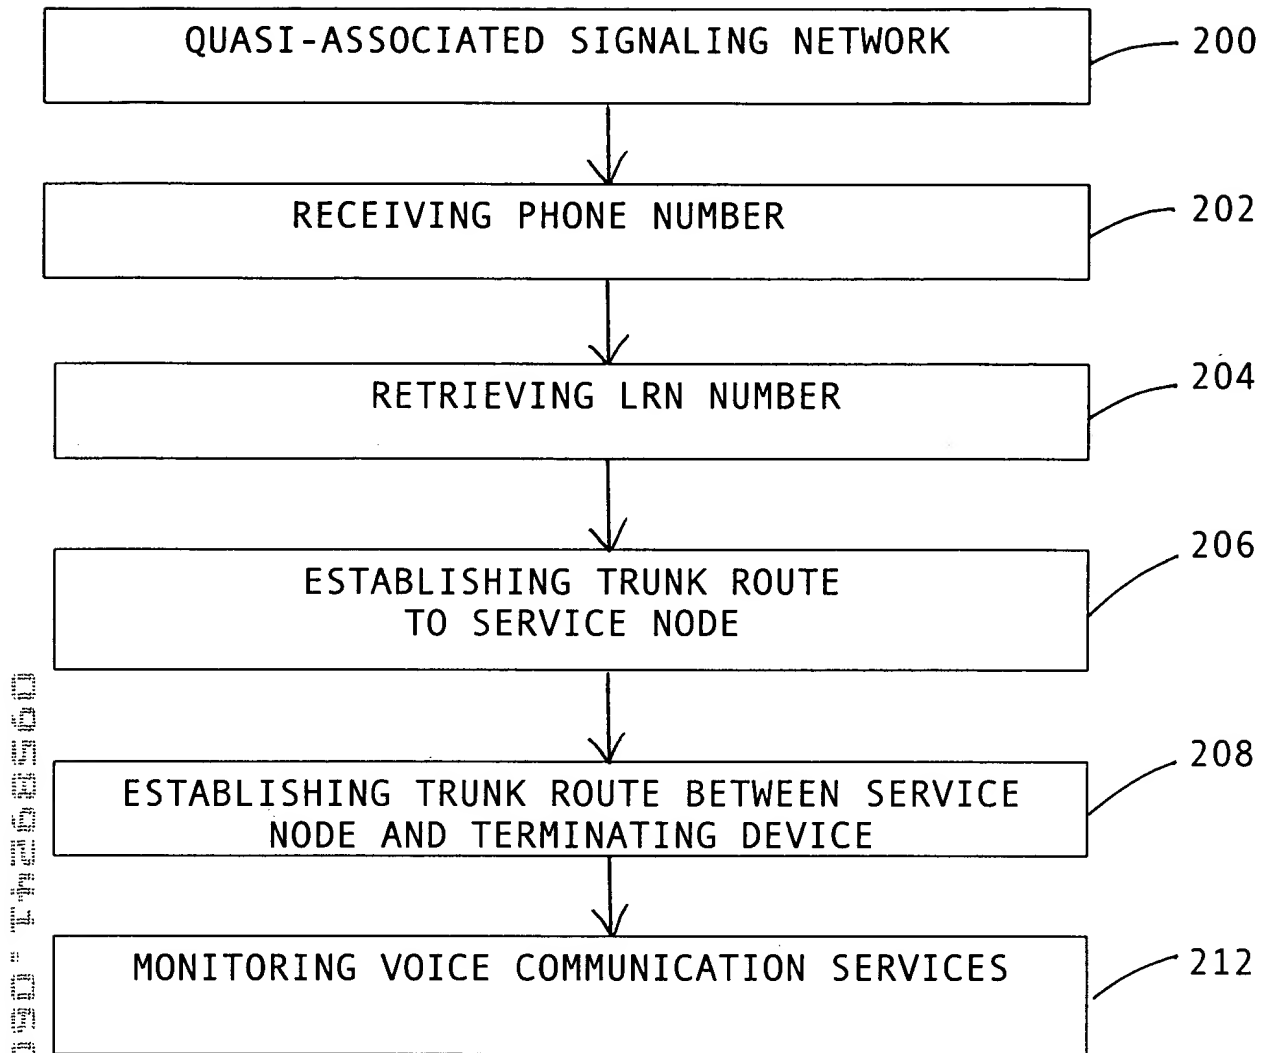 QUASI-ASSOCIATED SIGNALING NETWORK
200
RECEIVING PHONE NUMBER
202
RETRIEVING LRN NUMBER
204
ESTABLISHING TRUNK ROUTE
TO SERVICE NODE
206
ESTABLISHING TRUNK ROUTE BETWEEN SERVICE
NODE AND TERMINATING DEVICE
208
MONITORING VOICE COMMUNICATION SERVICES
212